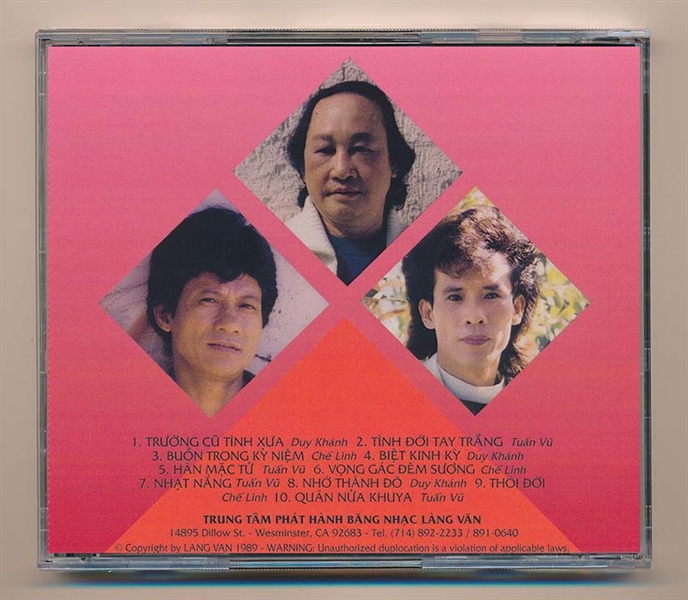 1. TRƯỜNG CŨ TÌNH XƯA Duy Khánh 2. TÌNH ĐỜI TAY TRẮNG Tuấn Vũ
3. BUỒN TRONG KỶ NIỆM Chế Linh 4. BIỆT KINH KỲ Duy Khánh
5. HÀN MẶC TỬ Tuấn Vũ 6. VỌNG GÁC ĐÊM SƯƠNG Chế Linh
7. NHẠT NẮNG Tuấn Vũ 8. NHỚ THÀNH ĐÔ Duy Khánh 9. THÓI ĐỜI
Chế Linh 10. QUÁN NỬA KHUYA Tuấn Vũ
TRUNG TÂM PHÁT HÀNH BĂNG NHẠC LÀNG VĂN
14895 Dillow St. - Wesminster, CA 92683 - Tel. (714) 892-2233 / 891-0640
© Copyright by LANG VAN 1989 - WARNING: Unauthorized duplocation is a violation of applicable laws.